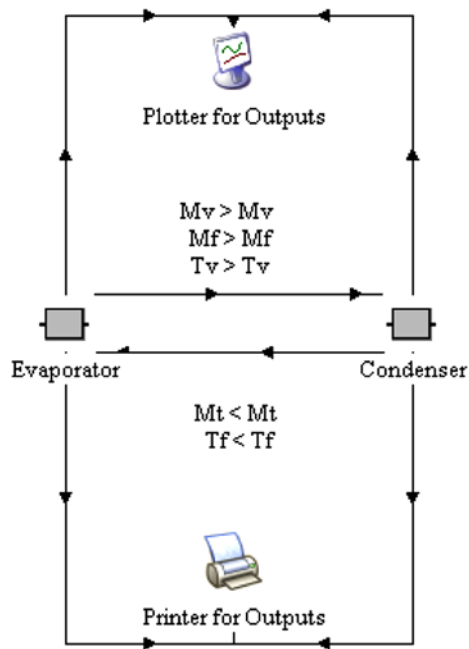 Plotter for Outputs
Mv > Mv
Mf > Mf
Tv > Tv
Evaporator
Condenser
Mt < Mt
Tf < Tf
Printer for Outputs